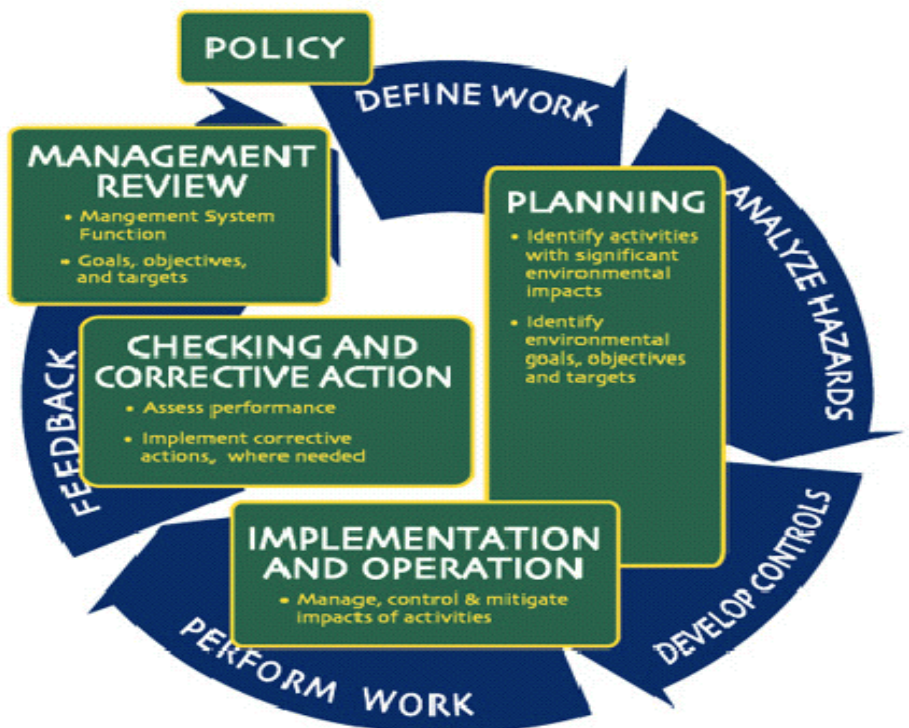 POLICY
DEFINE WORK
MANAGEMENT
REVIEW
• Mangement System
Function
• Goals, objectives,
and targets
PLANNING
• Identify activities
with significant
environmental
impacts
• Identify
environmental
goals, objectives
and targets
ANALYZE HAZARDS
CHECKING AND
CORRECTIVE ACTION
• Assess performance
• Implement corrective
actions, where needed
FEEDBACK
IMPLEMENTATION
AND OPERATION
• Manage, control & mitigate
impacts of activities
DEVELOP CONTROLS
PERFORM WORK